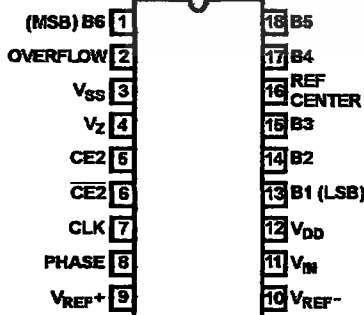 (MSB) B6 1 18 B5
OVERFLOW 2 17 B4
VSS 3 16 REF CENTER
VZ 4 15 B3
CE2 5 14 B2
CE2 6 13 B1 (LSB)
CLK 7 12 VDD
PHASE 8 11 VIN
VREF+ 9 10 VREF-